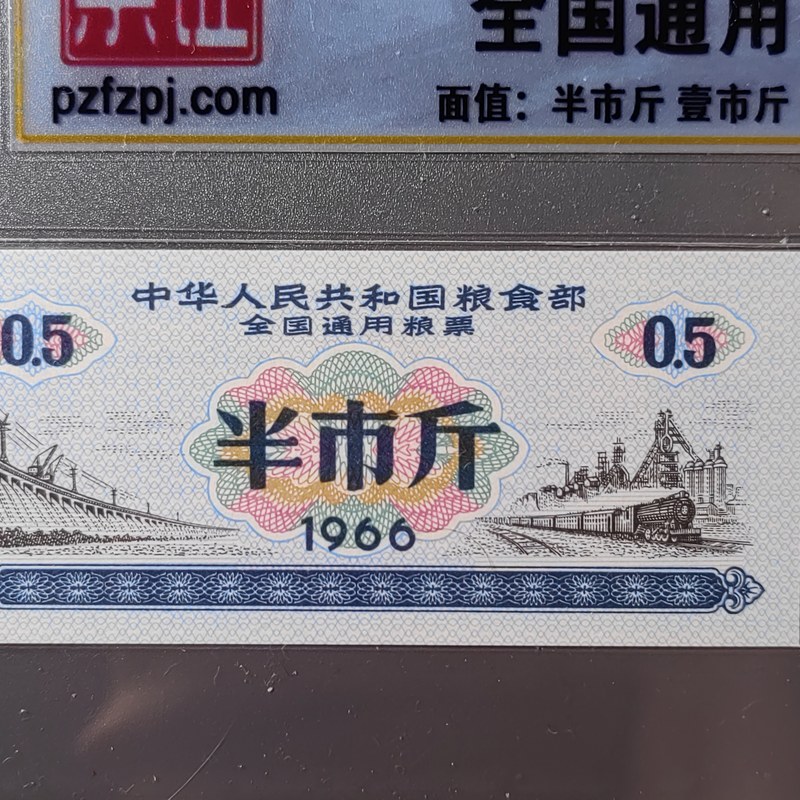 票证
全国通用
pzfzpj.com
面值：半市斤 壹市斤
中华人民共和国粮食部
全国通用粮票
0.5
0.5
半市斤
1966